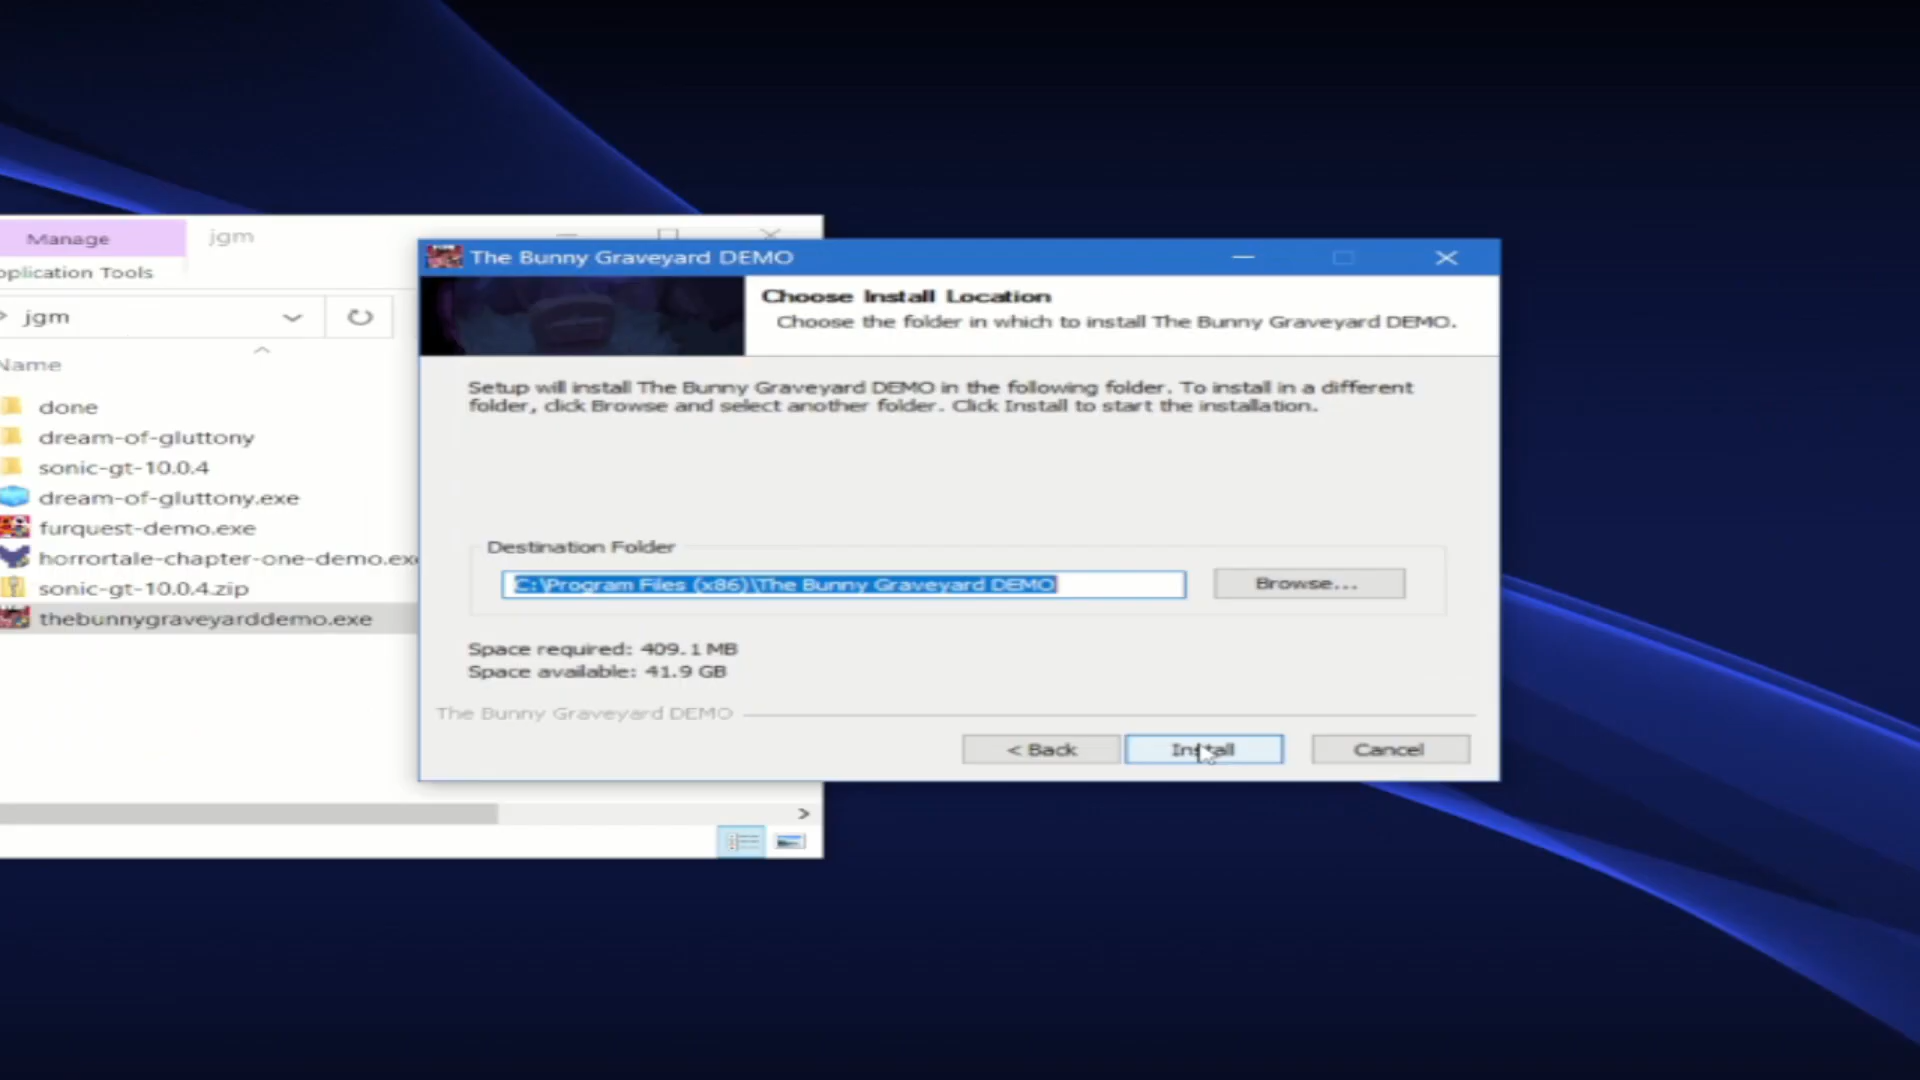 Manage
jgm
pplication Tools
jgm
Name
done
dream-of-gluttony
sonic-gt-10.0.4
dream-of-gluttony.exe
furquest-demo.exe
horrortale-chapter-one-demo.exe
sonic-gt-10.0.4.zip
thebunnygraveyarddemo.exe
The Bunny Graveyard DEMO
Choose Install Location
Choose the folder in which to install The Bunny Graveyard DEMO.
Setup will install The Bunny Graveyard DEMO in the following folder. To install in a different
folder, click Browse and select another folder. Click Install to start the installation.
Destination Folder
C:\Program Files (x86)\The Bunny Graveyard DEMO
Browse...
Space required: 409.1 MB
Space available: 41.9 GB
The Bunny Graveyard DEMO
< Back
Install
Cancel